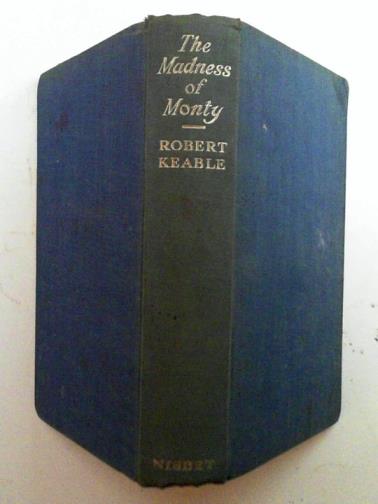 The
Madness
of
Monty
ROBERT
KEABLE
NISBET